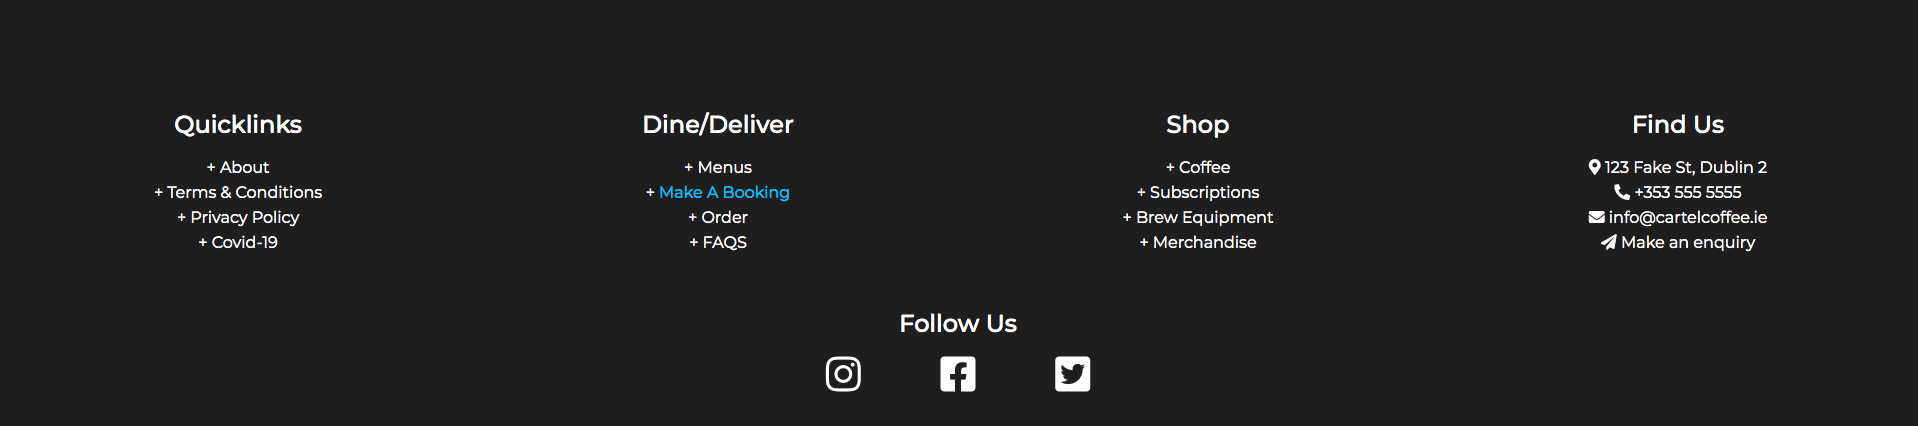 Quicklinks
+ About
+ Terms & Conditions
+ Privacy Policy
+ Covid-19
Dine/Deliver
+ Menus
+ Make A Booking
+ Order
+ FAQS
Shop
+ Coffee
+ Subscriptions
+ Brew Equipment
+ Merchandise
Find Us
123 Fake St, Dublin 2
+353 555 5555
info@cartelcoffee.ie
Make an enquiry
Follow Us